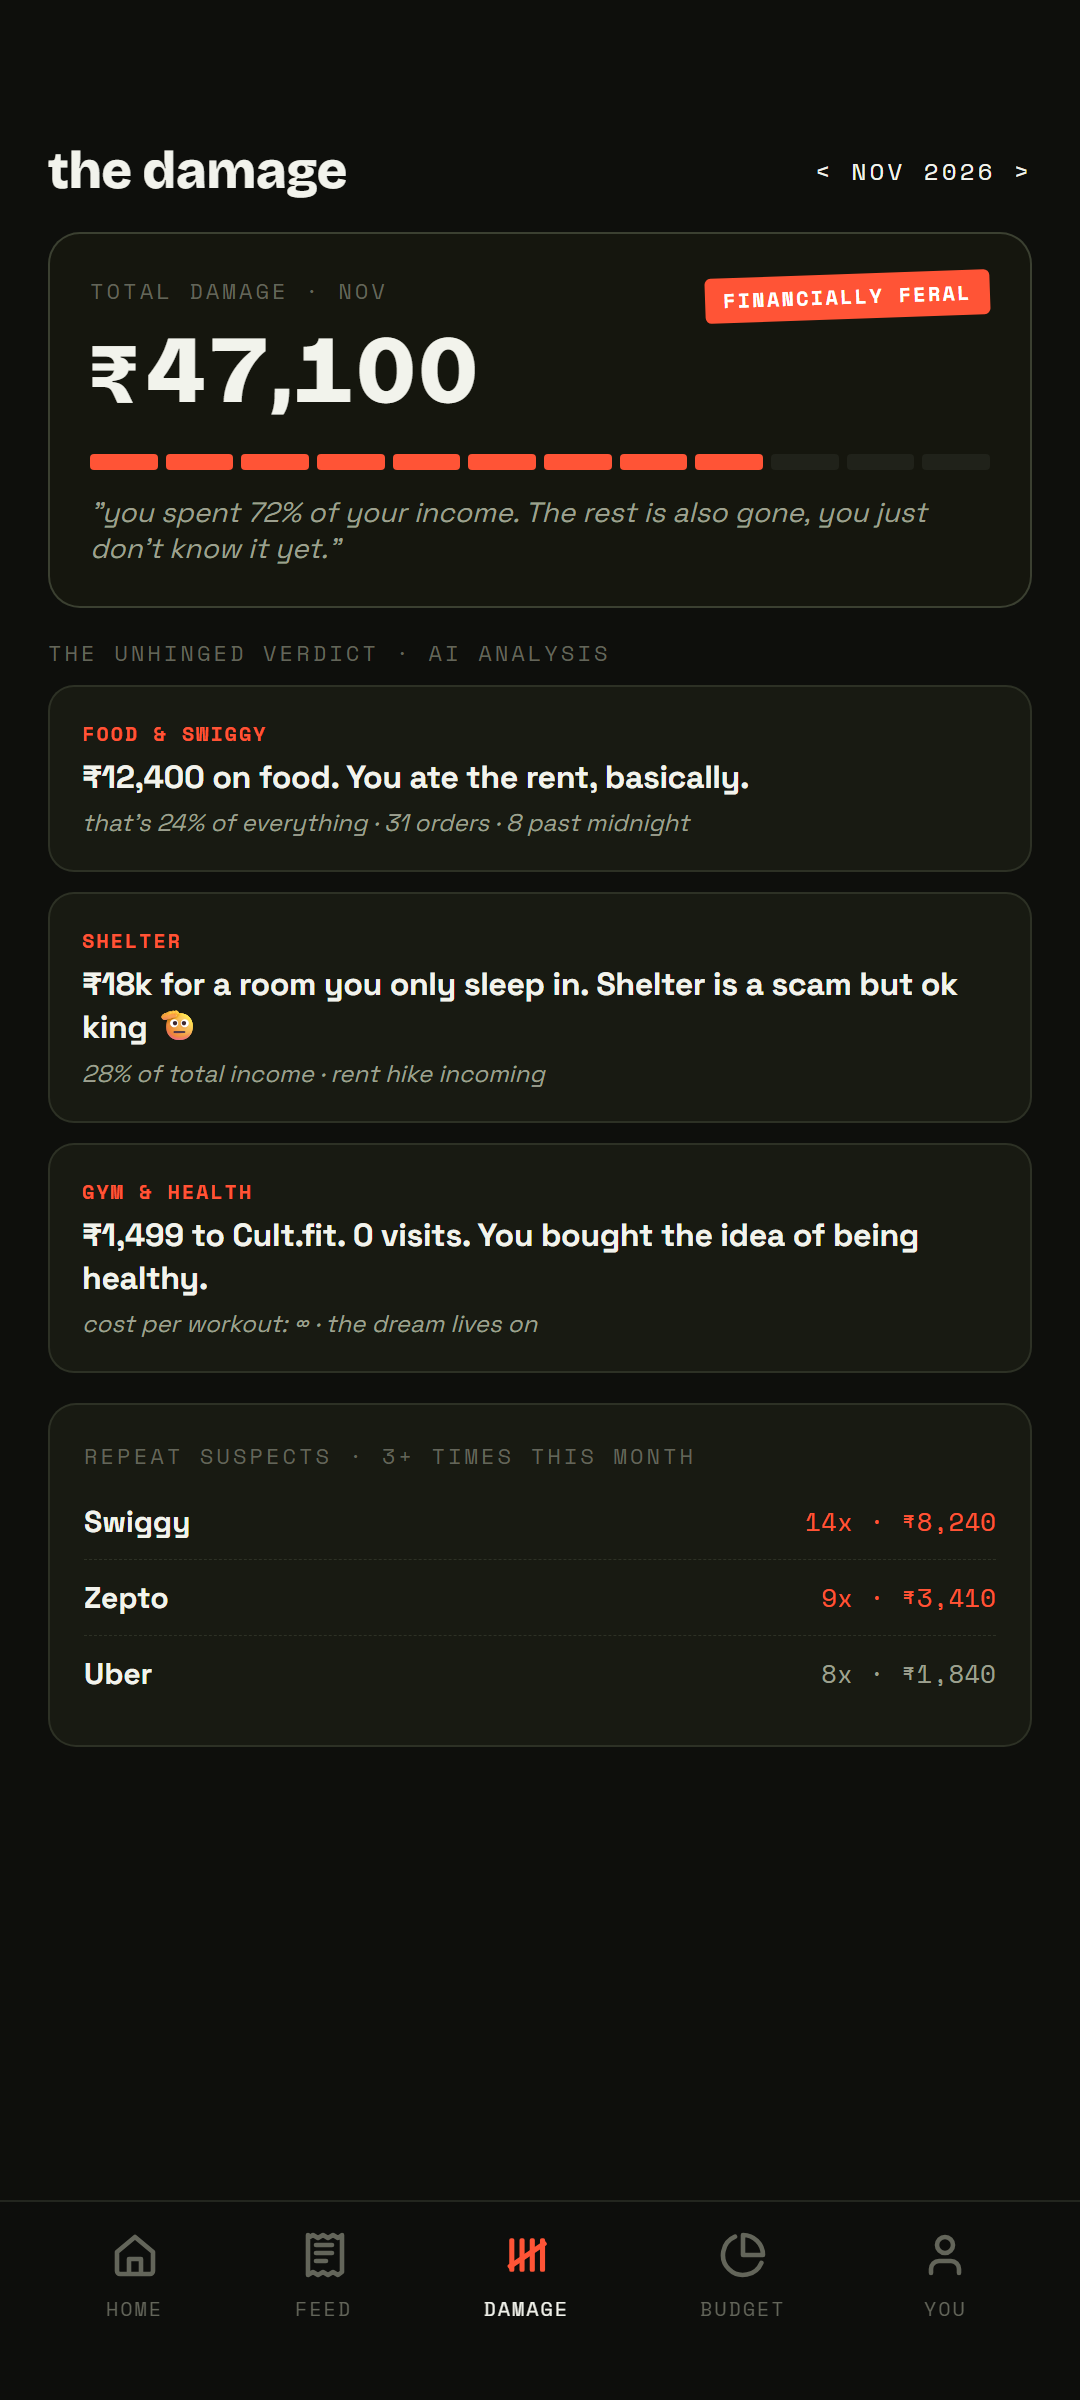 the damage
< NOV 2026 >
TOTAL DAMAGE · NOV
FINANCIALLY FERAL
₹47,100
”you spent 72% of your income. The rest is also gone, you just
don’t know it yet.”
THE UNHINGED VERDICT · AI ANALYSIS
FOOD & SWIGGY
₹12,400 on food. You ate the rent, basically.
that’s 24% of everything · 31 orders · 8 past midnight
SHELTER
₹18k for a room you only sleep in. Shelter is a scam but ok
king 🫡
28% of total income · rent hike incoming
GYM & HEALTH
₹1,499 to Cult.fit. 0 visits. You bought the idea of being
healthy.
cost per workout: ∞ · the dream lives on
REPEAT SUSPECTS · 3+ TIMES THIS MONTH
Swiggy 14x · ₹8,240
Zepto 9x · ₹3,410
Uber 8x · ₹1,840
HOME FEED DAMAGE BUDGET YOU